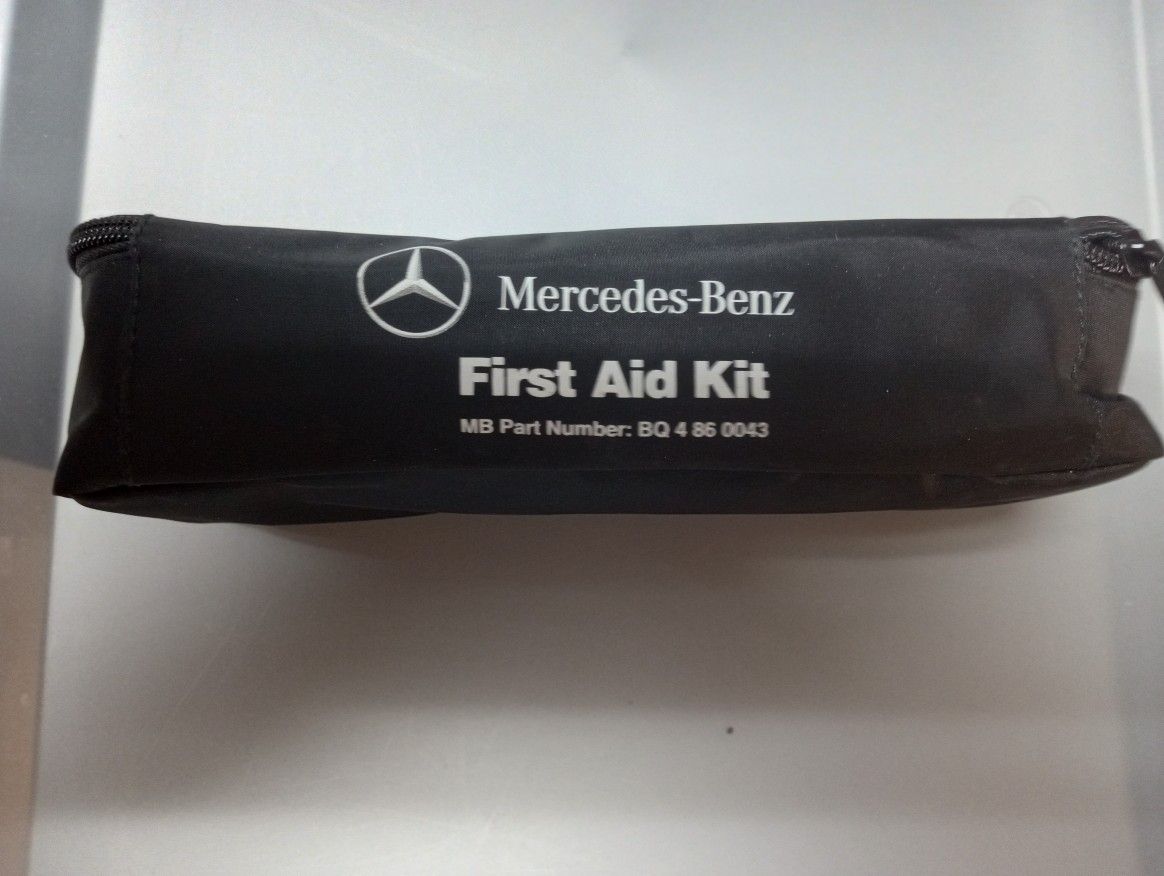 Mercedes-Benz
First Aid Kit
MB Part Number: BQ 4 86 0043